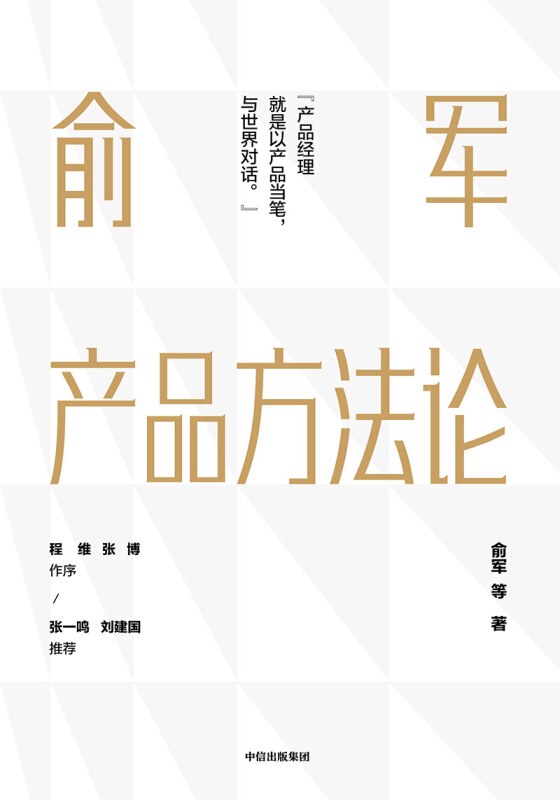 俞军
『产品经理
就是以产品当笔，
与世界对话。』
产品方法论
程 维 张 博
作序
/
张一鸣 刘建国
推荐
俞军 等 著
中信出版集团